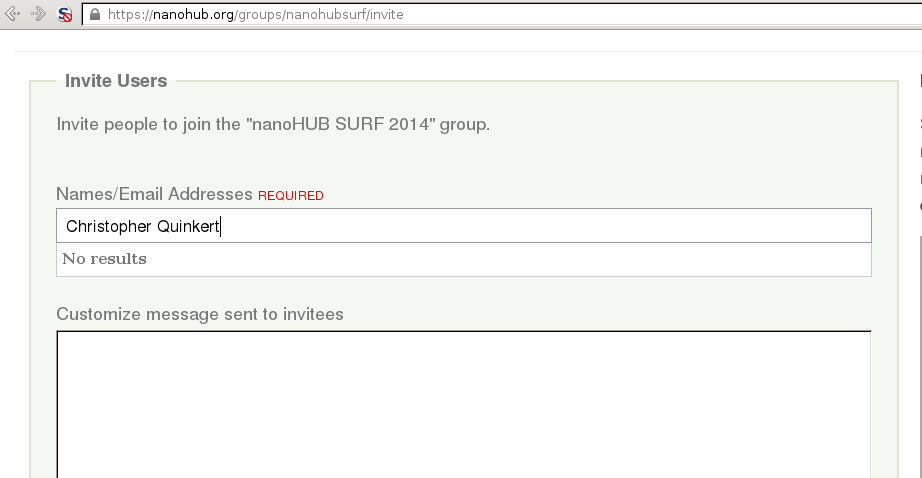 https://nanohub.org/groups/nanohubsurf/invite
Invite Users
Invite people to join the "nanoHUB SURF 2014" group.
Names/Email Addresses REQUIRED
Christopher Quinkert
No results
Customize message sent to invitees